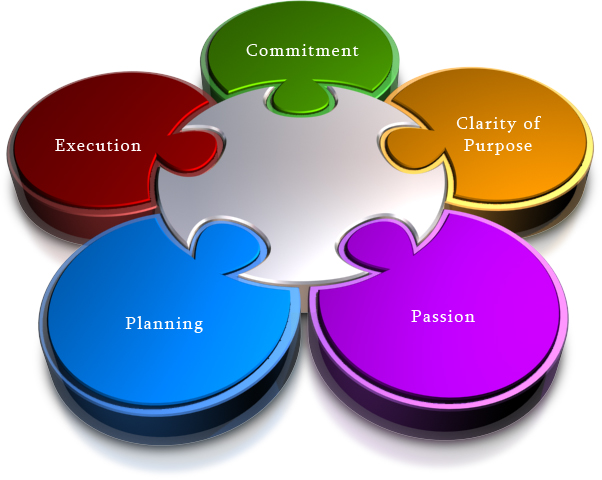 Commitment
Clarity of
Purpose
Execution
Planning
Passion